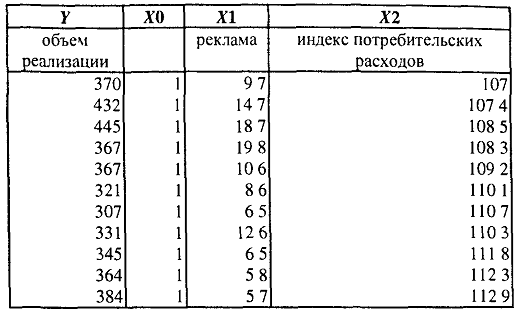 Y X0 X1 X2
объем реализации реклама индекс потребительских расходов
370 1 9 7 107
432 1 14 7 107 4
445 1 18 7 108 5
367 1 19 8 108 3
367 1 10 6 109 2
321 1 8 6 110 1
307 1 6 5 110 7
331 1 12 6 110 3
345 1 6 5 111 8
364 1 5 8 112 3
384 1 5 7 112 9